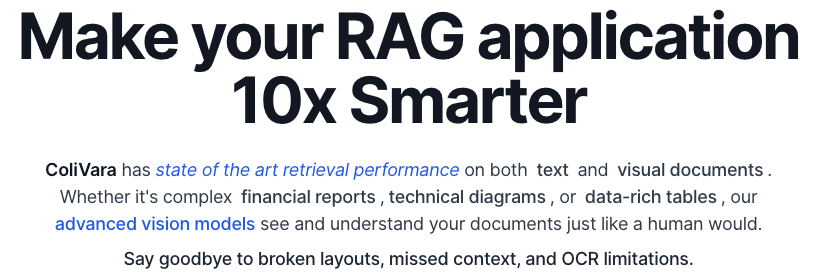 Make your RAG application
10x Smarter
ColiVara has state of the art retrieval performance on both text and visual documents .
Whether it's complex financial reports , technical diagrams , or data-rich tables , our
advanced vision models see and understand your documents just like a human would.
Say goodbye to broken layouts, missed context, and OCR limitations.